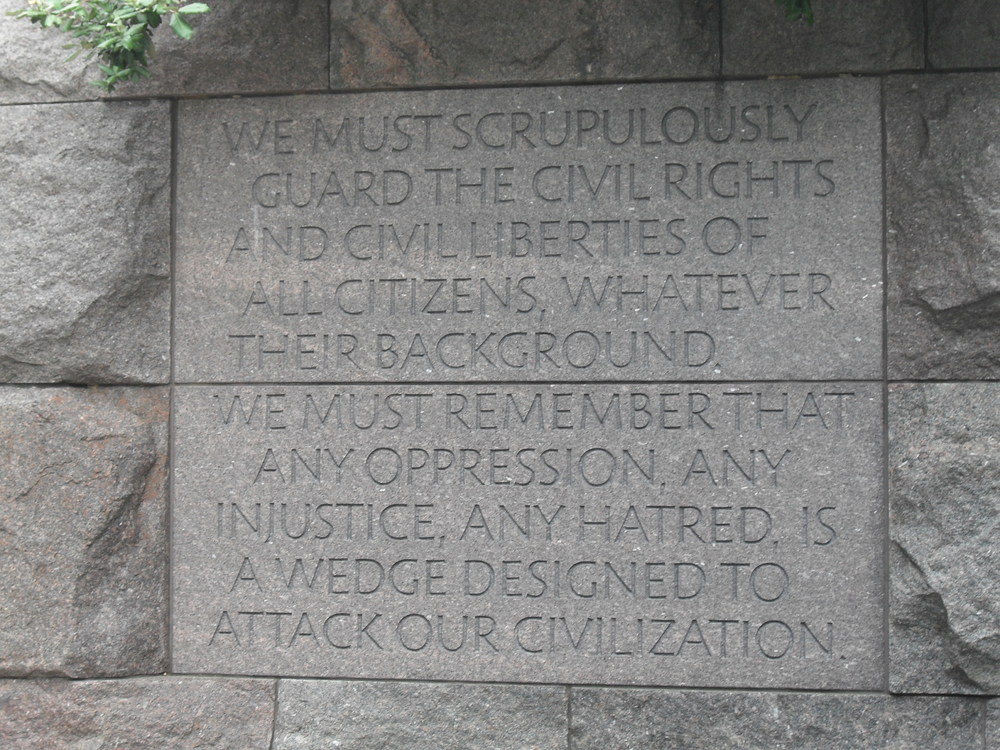 WE MUST SCRUPULOUSLY
GUARD THE CIVIL RIGHTS
AND CIVIL LIBERTIES OF
ALL CITIZENS, WHATEVER
THEIR BACKGROUND.
WE MUST REMEMBER THAT
ANY OPPRESSION, ANY
INJUSTICE, ANY HATRED, IS
A WEDGE DESIGNED TO
ATTACK OUR CIVILIZATION.